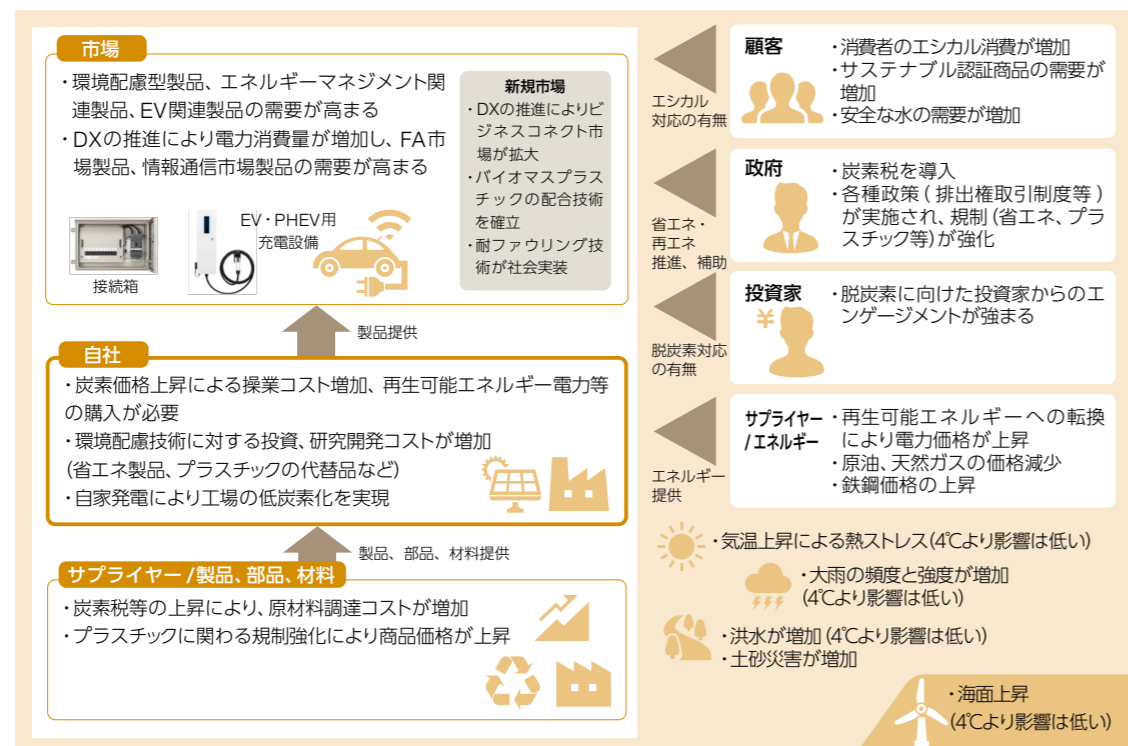 市場
・環境配慮型製品、エネルギーマネジメント関
連製品、EV関連製品の需要が高まる
・DXの推進により電力消費量が増加し、FA市
場製品、情報通信市場製品の需要が高まる
新規市場
・DXの推進によりビ
ジネスコネクト市
場が拡大
・バイオマスプラス
チックの配合技術
を確立
・耐ファウリング技
術が社会実装
接続箱
EV・PHEV用
充電設備
製品提供
自社
・炭素価格上昇による操業コスト増加、再生可能エネルギー電力等
の購入が必要
・環境配慮技術に対する投資、研究開発コストが増加
(省エネ製品、プラスチックの代替品など)
・自家発電により工場の低炭素化を実現
製品、部品、材料提供
サプライヤー/製品、部品、材料
・炭素税等の上昇により、原材料調達コストが増加
・プラスチックに関わる規制強化により商品価格が上昇
エシカル
対応の有無
顧客
・消費者のエシカル消費が増加
・サステナブル認証商品の需要が
増加
・安全な水の需要が増加
省エネ・
再エネ
推進、補助
政府
・炭素税を導入
・各種政策(排出権取引制度等)
が実施され、規制(省エネ、プラ
スチック等)が強化
脱炭素対応
の有無
投資家
¥
・脱炭素に向けた投資家からのエ
ンゲージメントが強まる
エネルギー
提供
サプライヤー
/エネルギー
・再生可能エネルギーへの転換
により電力価格が上昇
・原油、天然ガスの価格減少
・鉄鋼価格の上昇
・気温上昇による熱ストレス(4℃より影響は低い)
・大雨の頻度と強度が増加
(4℃より影響は低い)
・洪水が増加(4℃より影響は低い)
・土砂災害が増加
・海面上昇
(4℃より影響は低い)